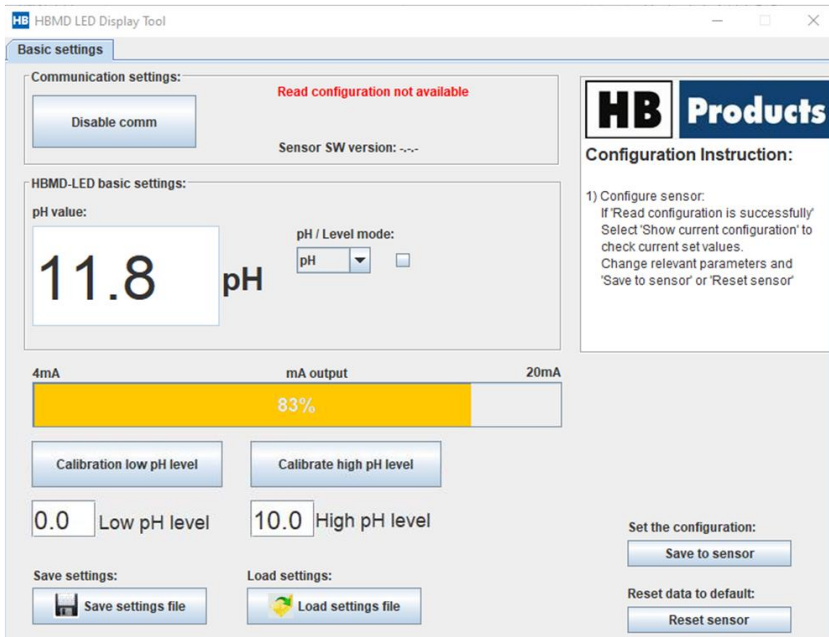 HB HBMD LED Display Tool
Basic settings
Communication settings:
Disable comm
Read configuration not available
Sensor SW version: -.-.-
HBMD-LED basic settings:
pH value:
11.8 pH
pH / Level mode:
pH
4mA mA output 20mA
83%
Calibration low pH level
Calibrate high pH level
0.0 Low pH level
10.0 High pH level
Save settings:
Save settings file
Load settings:
Load settings file
HB Products
Configuration Instruction:
1) Configure sensor:
If 'Read configuration is successfully'
Select 'Show current configuration' to
check current set values.
Change relevant parameters and
'Save to sensor' or 'Reset sensor'
Set the configuration:
Save to sensor
Reset data to default:
Reset sensor